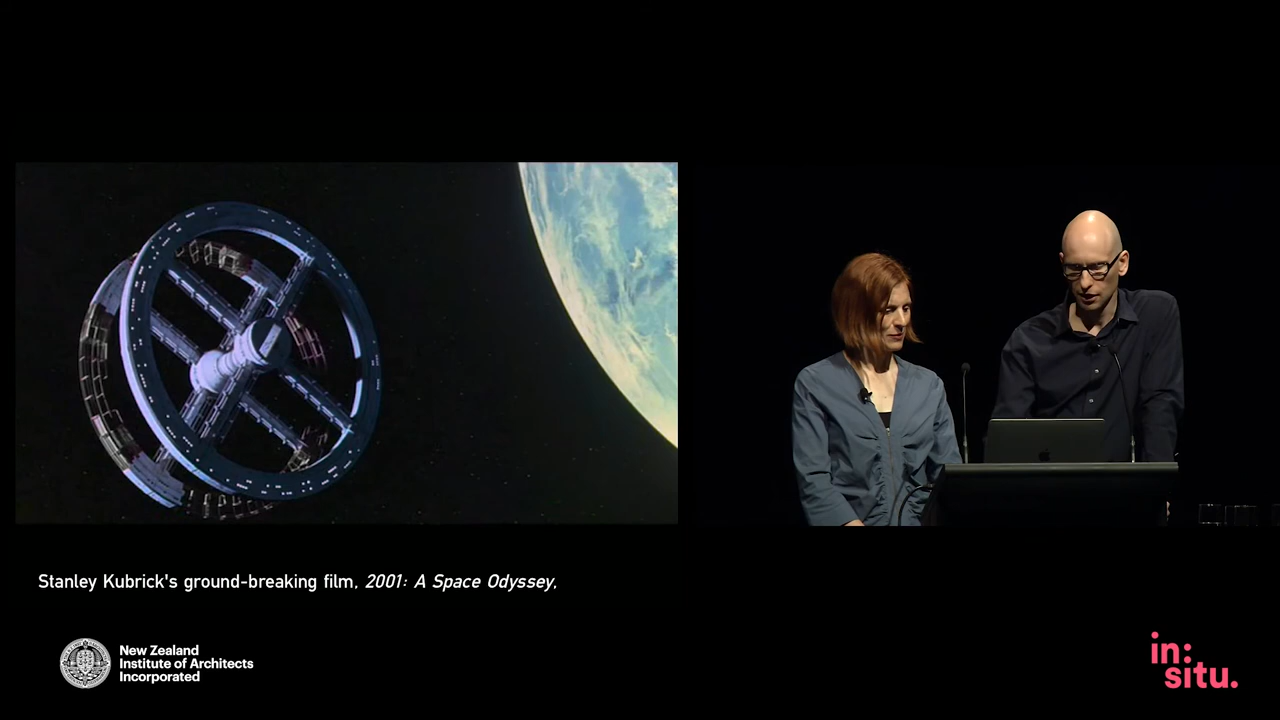 Stanley Kubrick's ground-breaking film, 2001: A Space Odyssey,
New Zealand
Institute of Architects
Incorporated
in:
situ.